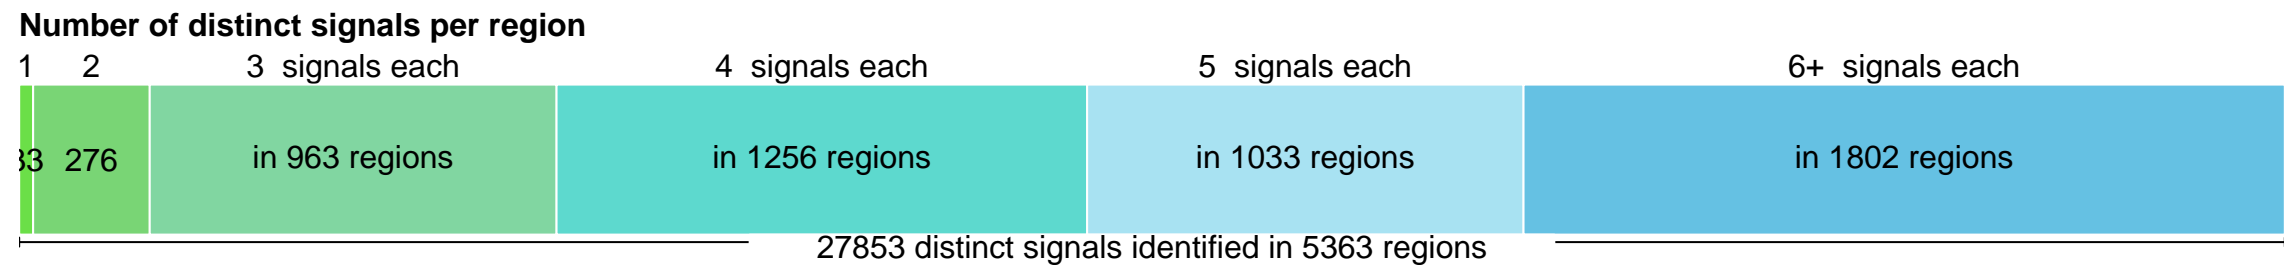 Number of distinct signals per region
1 2 3 signals each 4 signals each 5 signals each 6+ signals each
33 276 in 963 regions in 1256 regions in 1033 regions in 1802 regions
27853 distinct signals identified in 5363 regions